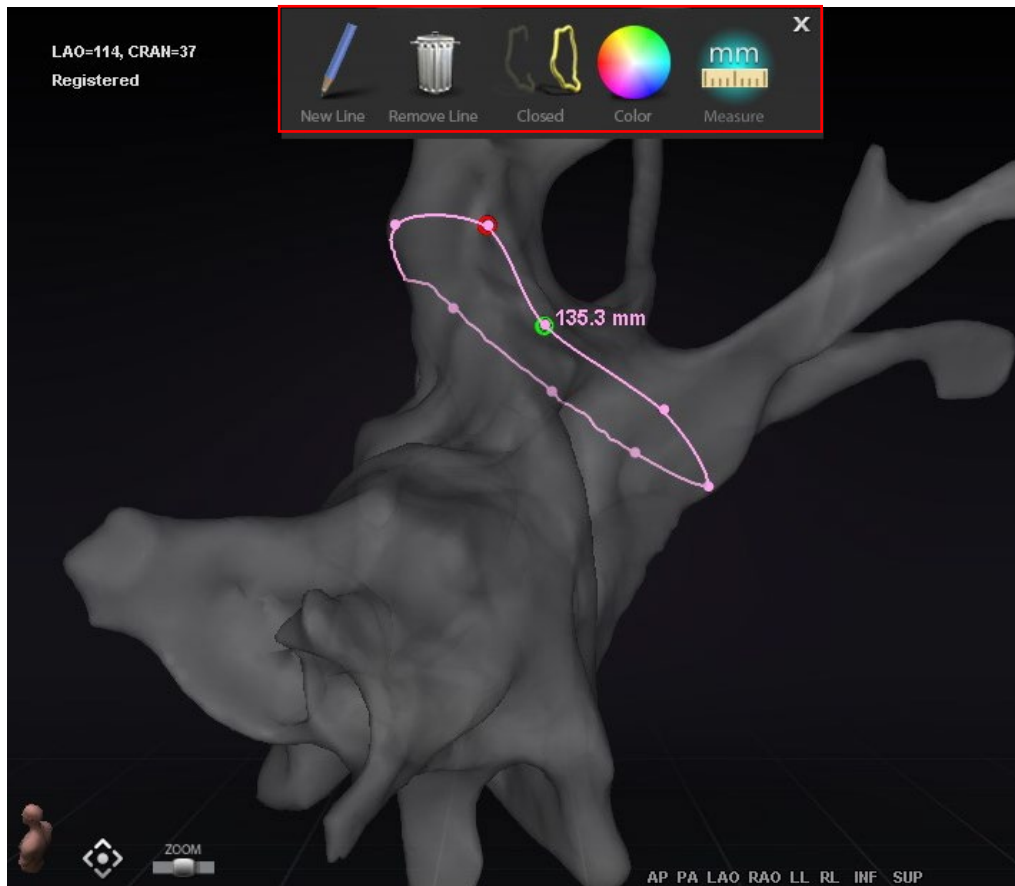 LAO=114, CRAN=37
Registered
X
mm
New Line Remove Line Closed Color Measure
135.3 mm
ZOOM
AP PA LAO RAO LL RL INF SUP